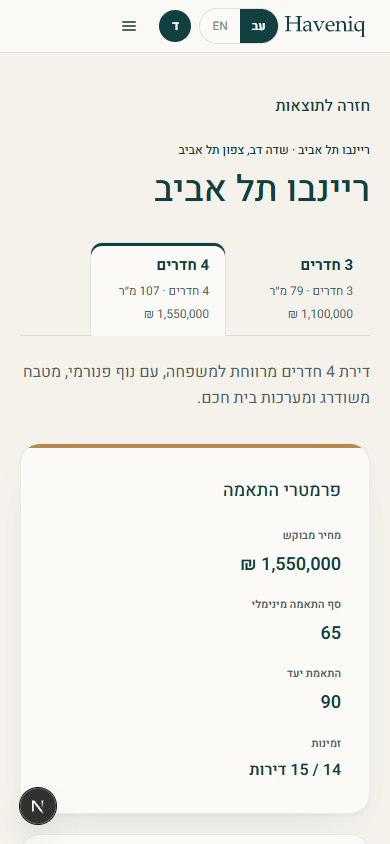 Haveniq
עב EN
ד
חזרה לתוצאות
ריינבו תל אביב · שדה דב, צפון תל אביב
ריינבו תל אביב
3 חדרים
3 חדרים · 79 מ״ר
1,100,000 ₪
4 חדרים
4 חדרים · 107 מ״ר
1,550,000 ₪
דירת 4 חדרים מרווחת למשפחה, עם נוף פנורמי, מטבח
משודרג ומערכות בית חכם.
פרמטרי התאמה
מחיר מבוקש
1,550,000 ₪
סף התאמה מינימלי
65
התאמת יעד
90
זמינות
14 / 15 דירות
N